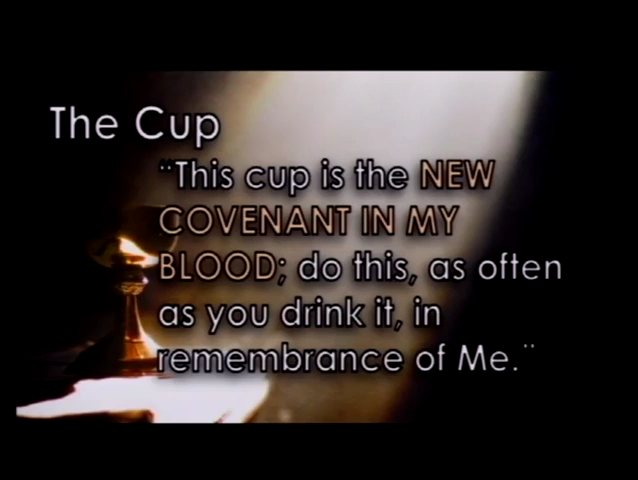 The Cup
"This cup is the NEW
COVENANT IN MY
BLOOD; do this, as often
as you drink it, in
remembrance of Me."